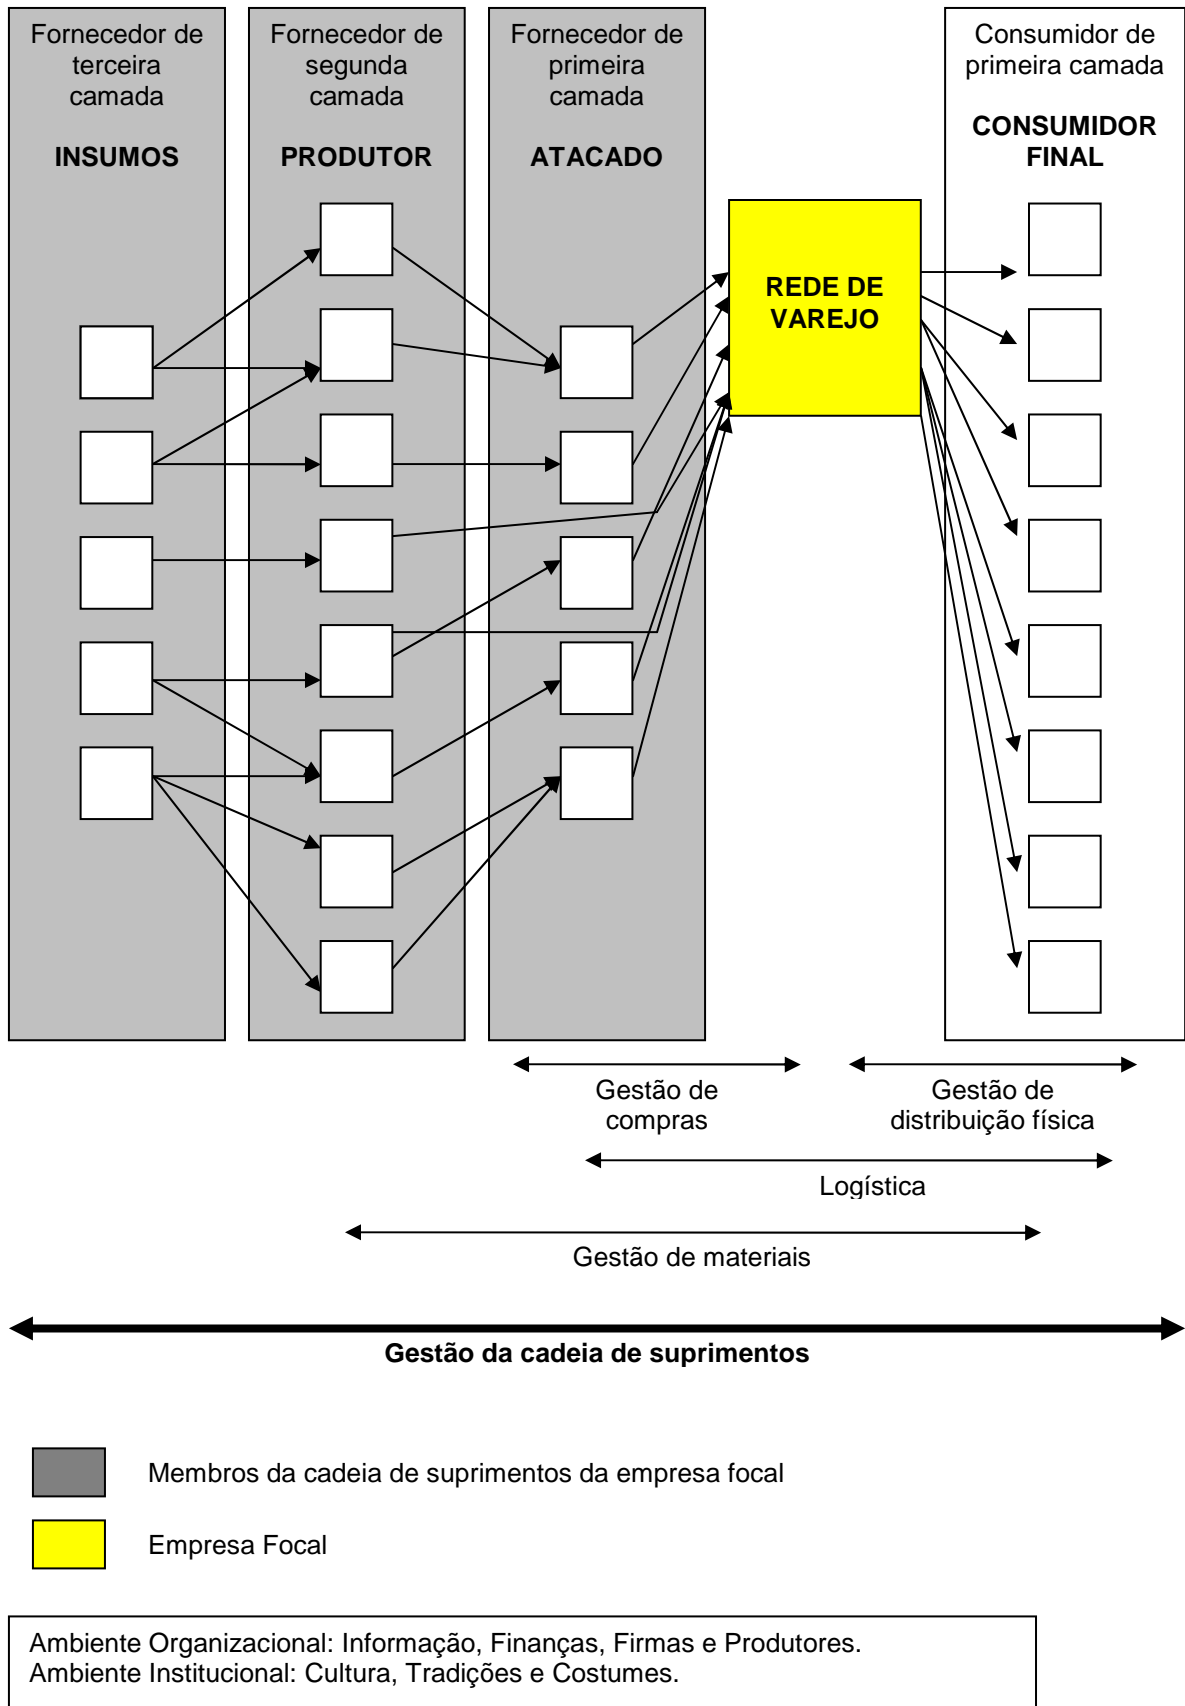 Fornecedor de
terceira
camada
INSUMOS
Fornecedor de
segunda
camada
PRODUTOR
Fornecedor de
primeira
camada
ATACADO
Consumidor de
primeira camada
CONSUMIDOR
FINAL
REDE DE
VAREJO
Gestão de
compras
Gestão de
distribuição física
Logística
Gestão de materiais
Gestão da cadeia de suprimentos
Membros da cadeia de suprimentos da empresa focal
Empresa Focal
Ambiente Organizacional: Informação, Finanças, Firmas e Produtores.
Ambiente Institucional: Cultura, Tradições e Costumes.